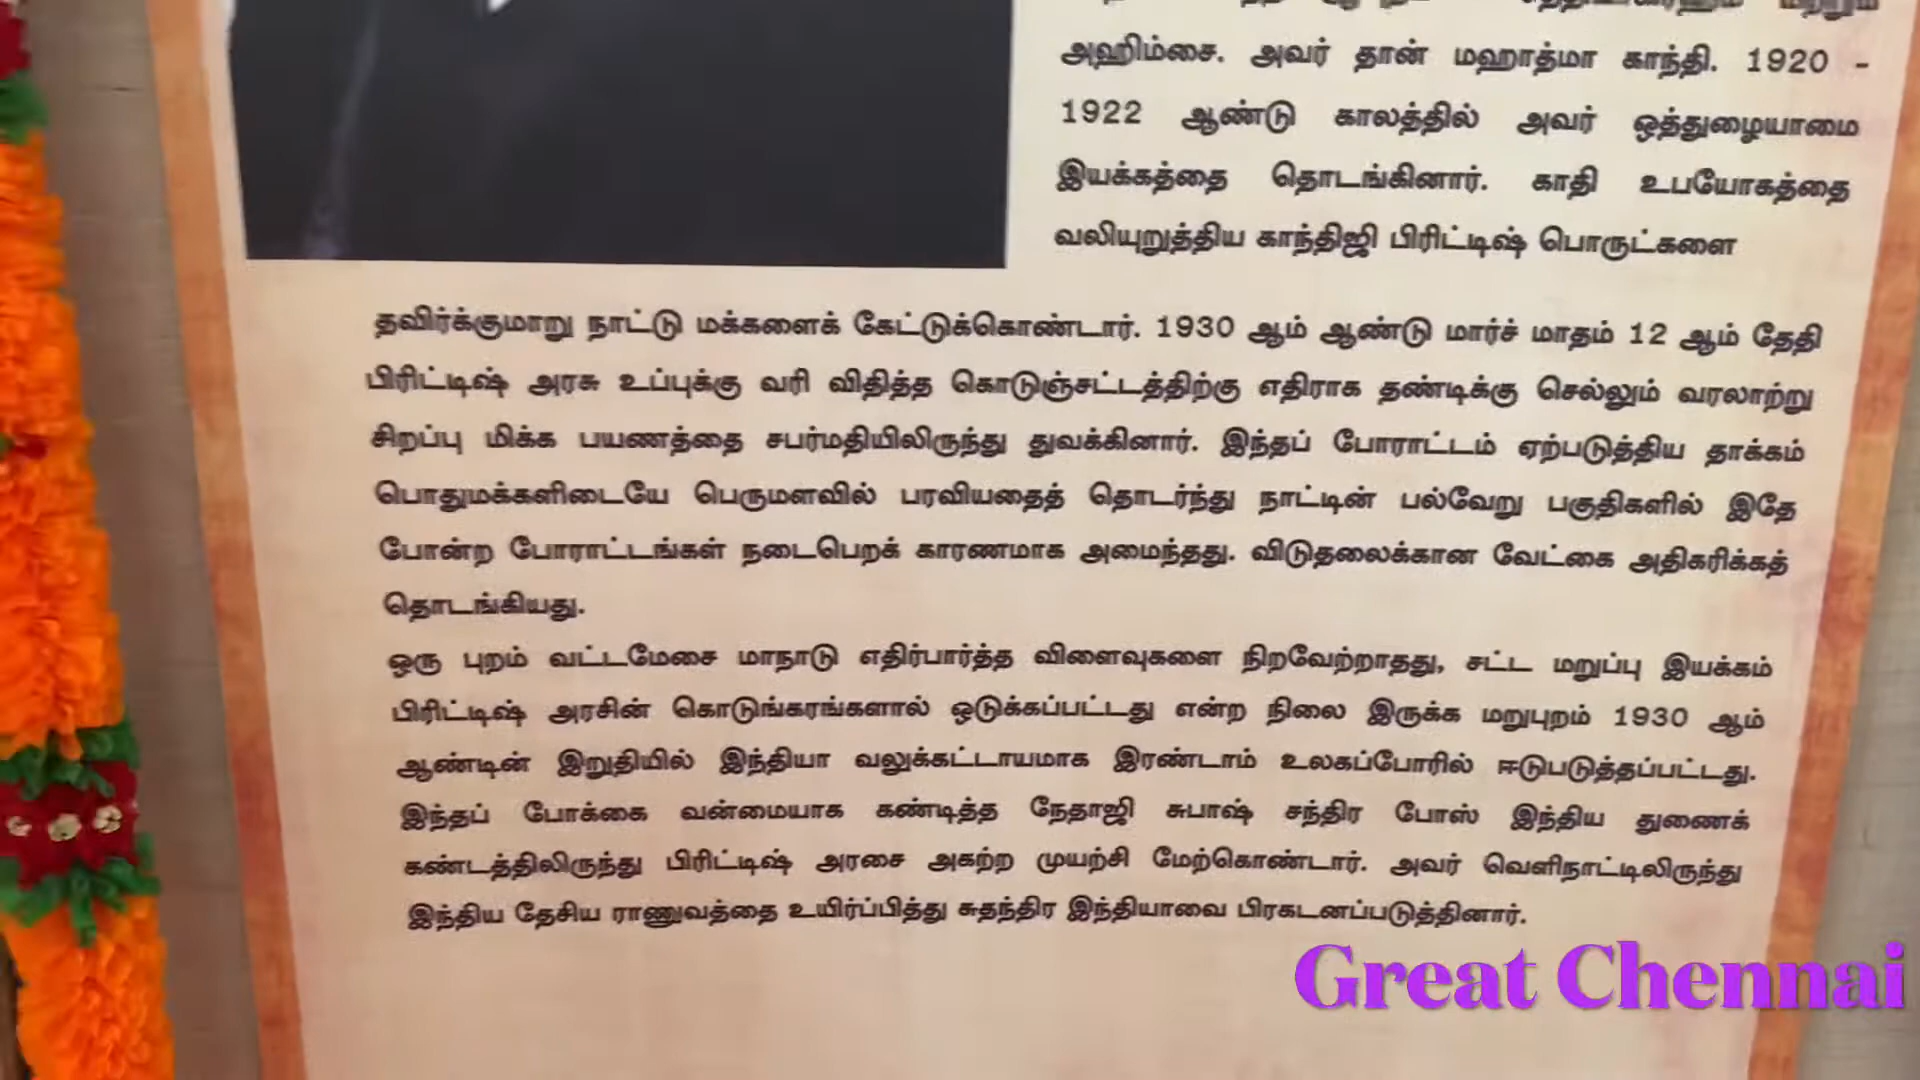 அஹிம்சை. அவர் தான் மஹாத்மா காந்தி. 1920 -
1922 ஆண்டு காலத்தில் அவர் ஒத்துழையாமை
இயக்கத்தை தொடங்கினார். காதி உபயோகத்தை
வலியுறுத்திய காந்திஜி பிரிட்டிஷ் பொருட்களை
தவிர்க்குமாறு நாட்டு மக்களைக் கேட்டுக்கொண்டார். 1930 ஆம் ஆண்டு மார்ச் மாதம் 12 ஆம் தேதி
பிரிட்டிஷ் அரசு உப்புக்கு வரி விதித்த கொடுஞ்சட்டத்திற்கு எதிராக தண்டிக்கு செல்லும் வரலாற்று
சிறப்பு மிக்க பயணத்தை சபர்மதியிலிருந்து துவக்கினார். இந்தப் போராட்டம் ஏற்படுத்திய தாக்கம்
பொதுமக்களிடையே பெருமளவில் பரவியதைத் தொடர்ந்து நாட்டின் பல்வேறு பகுதிகளில் இதே
போன்ற போராட்டங்கள் நடைபெறக் காரணமாக அமைந்தது. விடுதலைக்கான வேட்கை அதிகரிக்கத்
தொடங்கியது.
ஒரு புறம் வட்டமேசை மாநாடு எதிர்பார்த்த விளைவுகளை நிறவேற்றாதது, சட்ட மறுப்பு இயக்கம்
பிரிட்டிஷ் அரசின் கொடுங்கரங்களால் ஒடுக்கப்பட்டது என்ற நிலை இருக்க மறுபுறம் 1930 ஆம்
ஆண்டின் இறுதியில் இந்தியா வலுக்கட்டாயமாக இரண்டாம் உலகப்போரில் ஈடுபடுத்தப்பட்டது.
இந்தப் போக்கை வன்மையாக கண்டித்த நேதாஜி சுபாஷ் சந்திர போஸ் இந்திய துணைக்
கண்டத்திலிருந்து பிரிட்டிஷ் அரசை அகற்ற முயற்சி மேற்கொண்டார். அவர் வெளிநாட்டிலிருந்து
இந்திய தேசிய ராணுவத்தை உயிர்ப்பித்து சுதந்திர இந்தியாவை பிரகடனப்படுத்தினார்.
Great Chennai